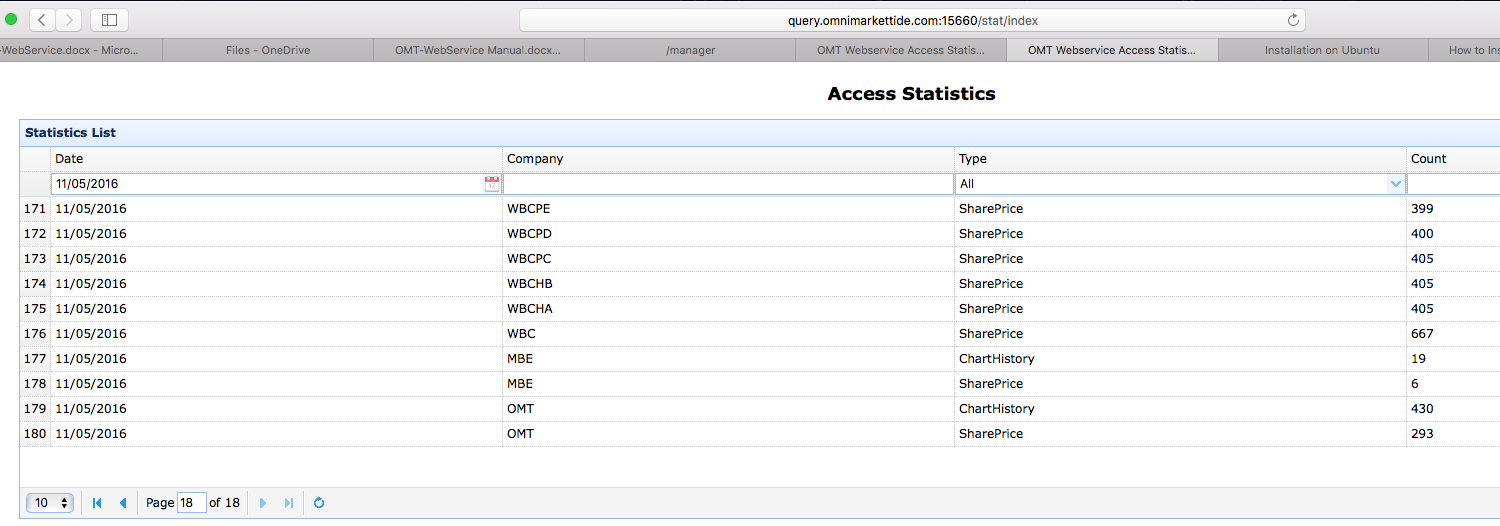 query.omnimarkettide.com:15660/stat/index
-WebService.docx - Micro... Files - OneDrive OMT-WebService Manual.docx... /manager OMT Webservice Access Statis... OMT Webservice Access Statis... Installation on Ubuntu How to Ins
Access Statistics
Statistics List
Date Company Type Count
11/05/2016 All
171 11/05/2016 WBCPE SharePrice 399
172 11/05/2016 WBCPD SharePrice 400
173 11/05/2016 WBCPC SharePrice 405
174 11/05/2016 WBCHB SharePrice 405
175 11/05/2016 WBCHA SharePrice 405
176 11/05/2016 WBC SharePrice 667
177 11/05/2016 MBE ChartHistory 19
178 11/05/2016 MBE SharePrice 6
179 11/05/2016 OMT ChartHistory 430
180 11/05/2016 OMT SharePrice 293
10 Page 18 of 18